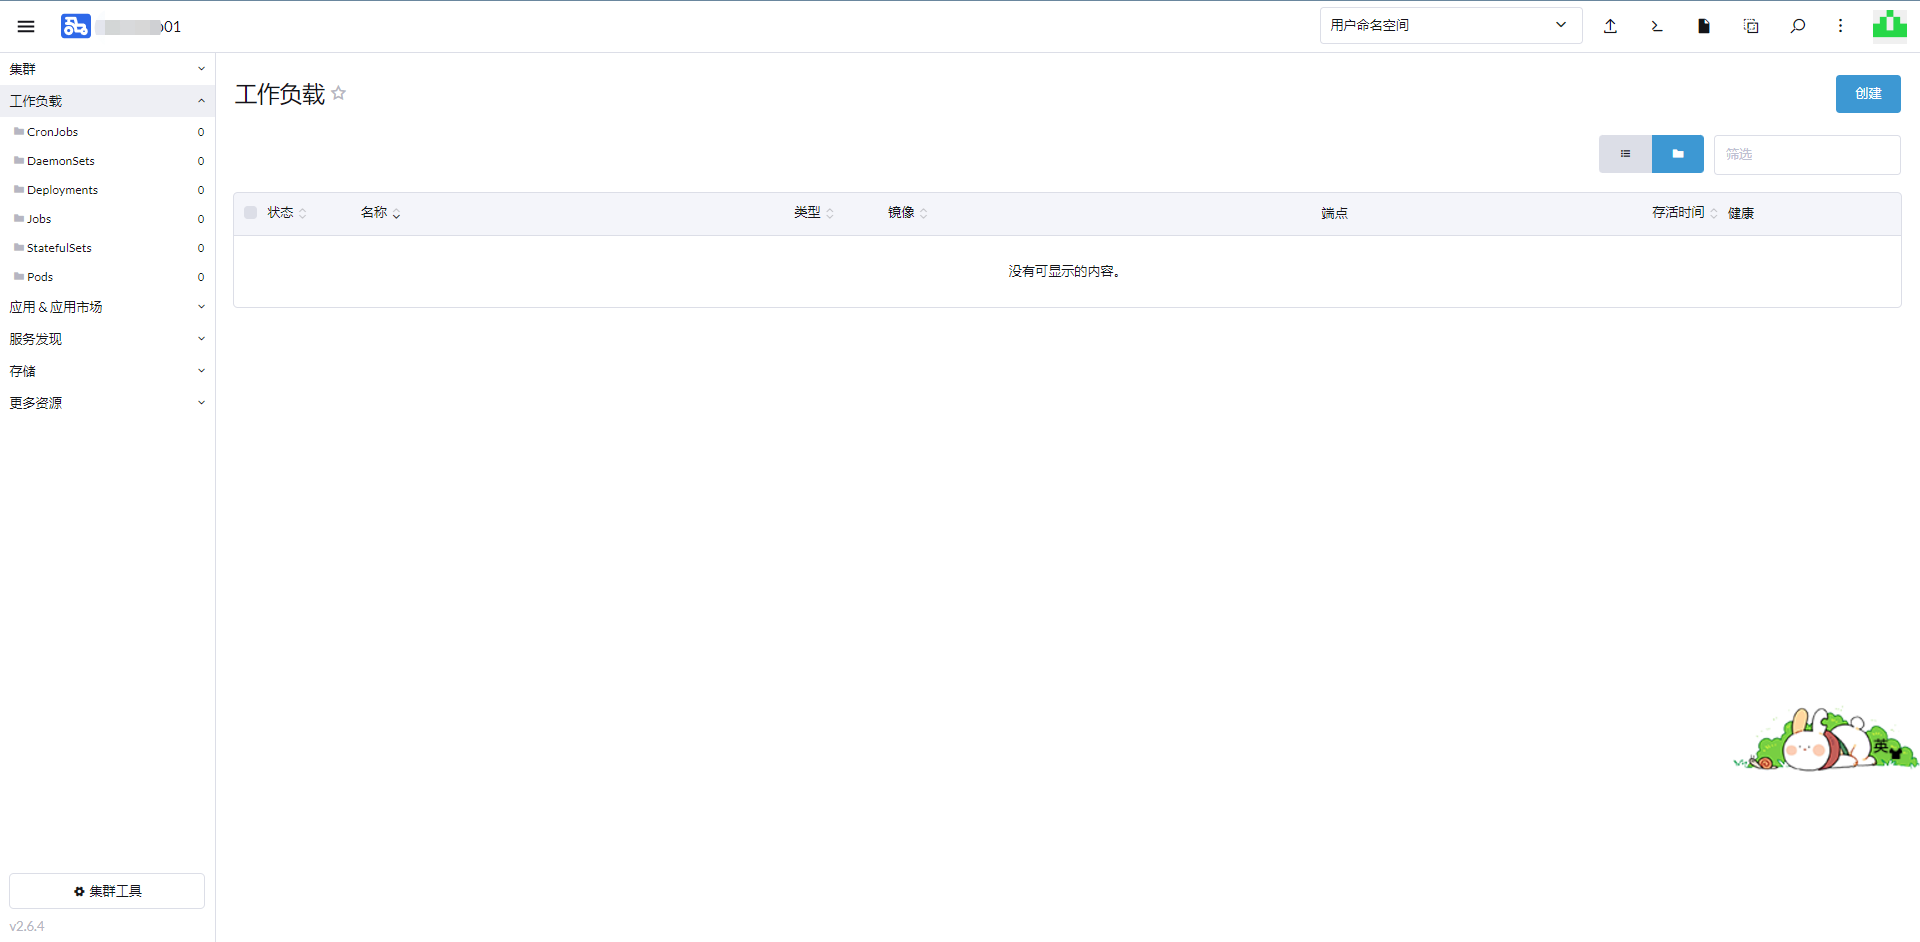 01
用户命名空间
集群
工作负载
CronJobs 0
DaemonSets 0
Deployments 0
Jobs 0
StatefulSets 0
Pods 0
应用 & 应用市场
服务发现
存储
更多资源
集群工具
v2.6.4
工作负载
创建
筛选
状态 名称 类型 镜像 端点 存活时间 健康
没有可显示的内容。
英